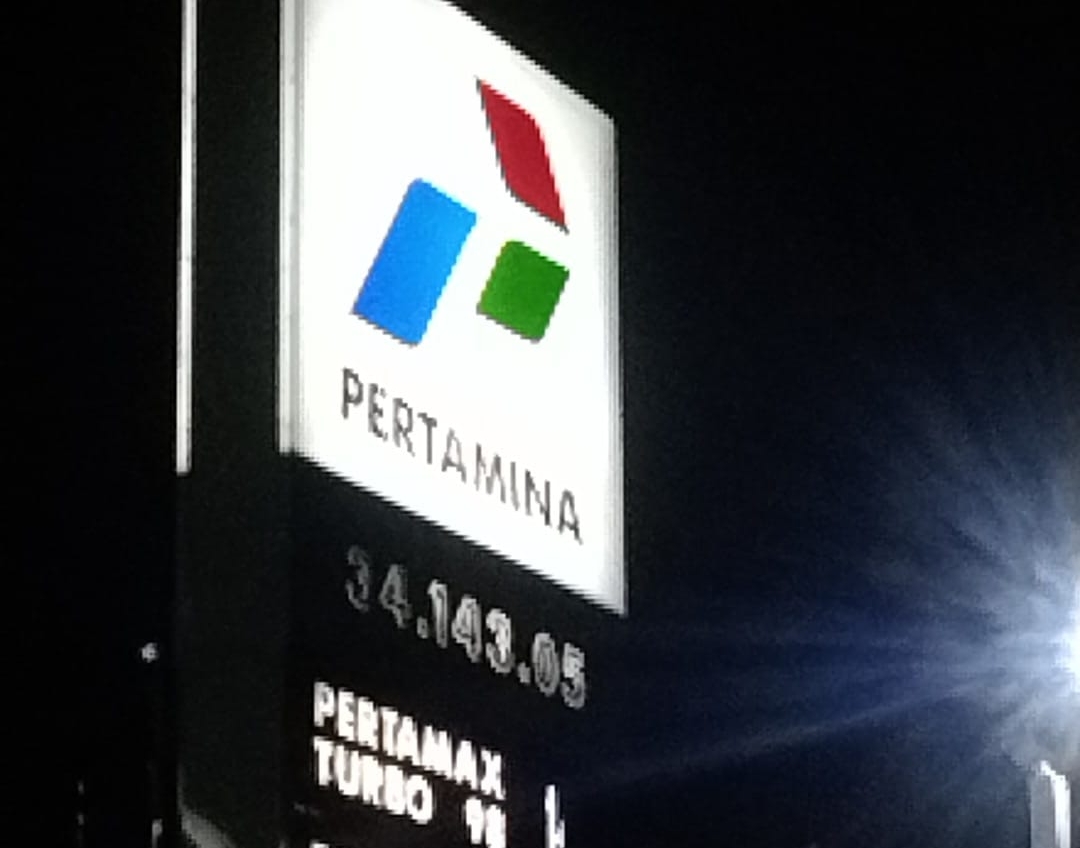 PERTAMINA
34.143.05
PERTAMAX
TURBO 98